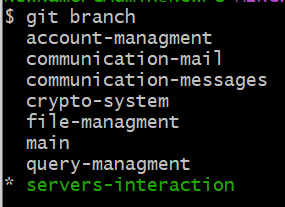 $ git branch
account-managment
communication-mail
communication-messages
crypto-system
file-managment
main
query-managment
* servers-interaction